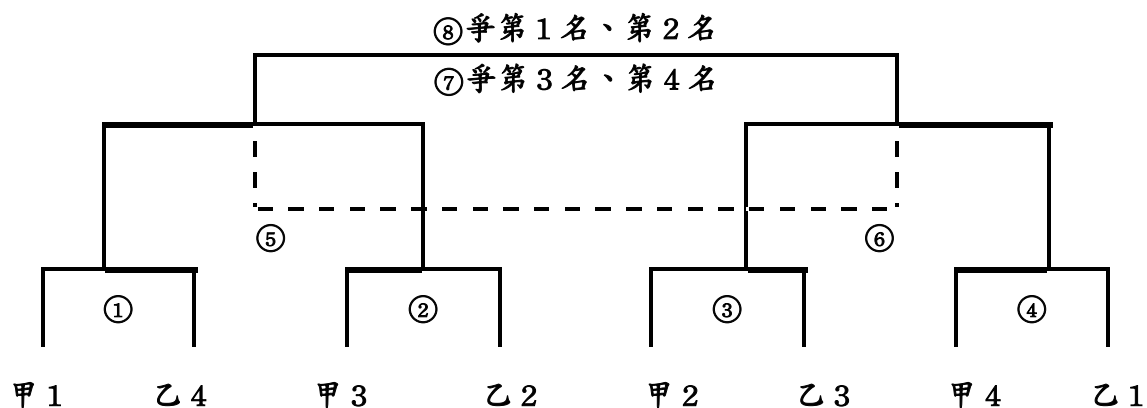 ⑧爭第1名、第2名
⑦爭第3名、第4名
⑤ ⑥
① ② ③ ④
甲1 乙4 甲3 乙2 甲2 乙3 甲4 乙1